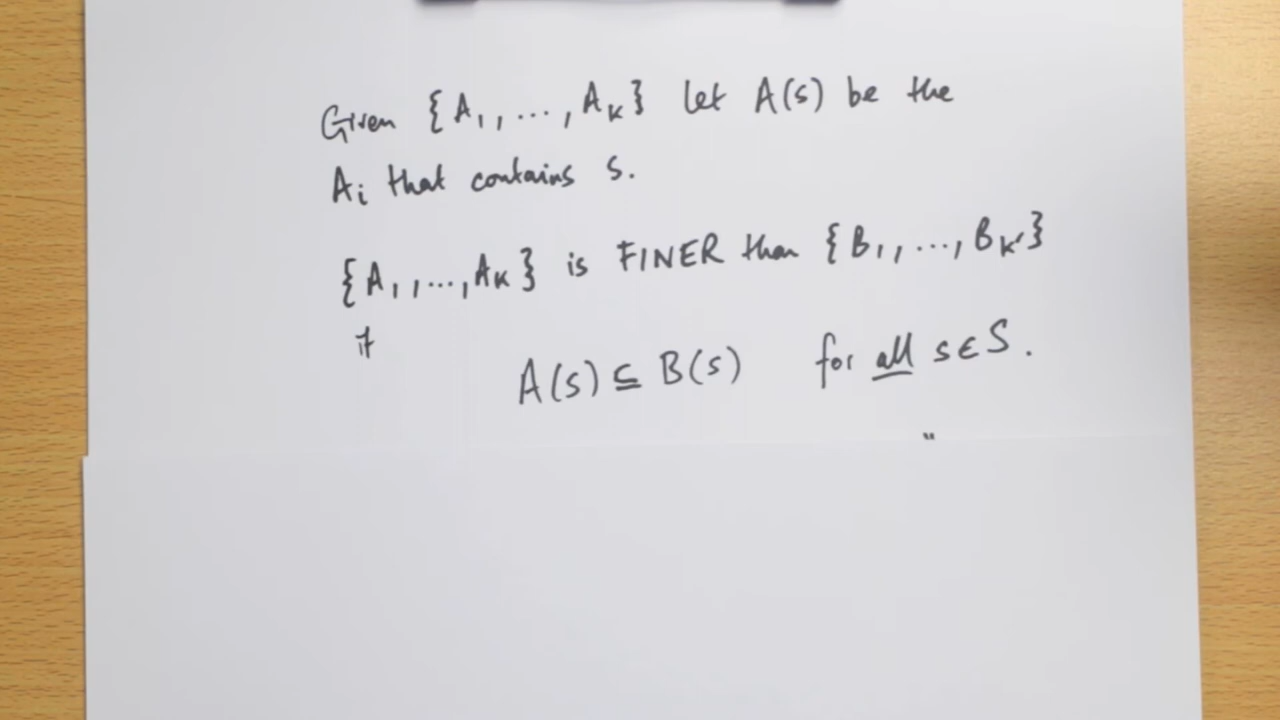 Given {A₁, ..., Aₖ} let A(s) be the
Aᵢ that contains s.
{A₁, ..., Aₖ} is FINER than {B₁, ..., Bₖ′}
if
A(s) ⊆ B(s) for all s ∈ S.